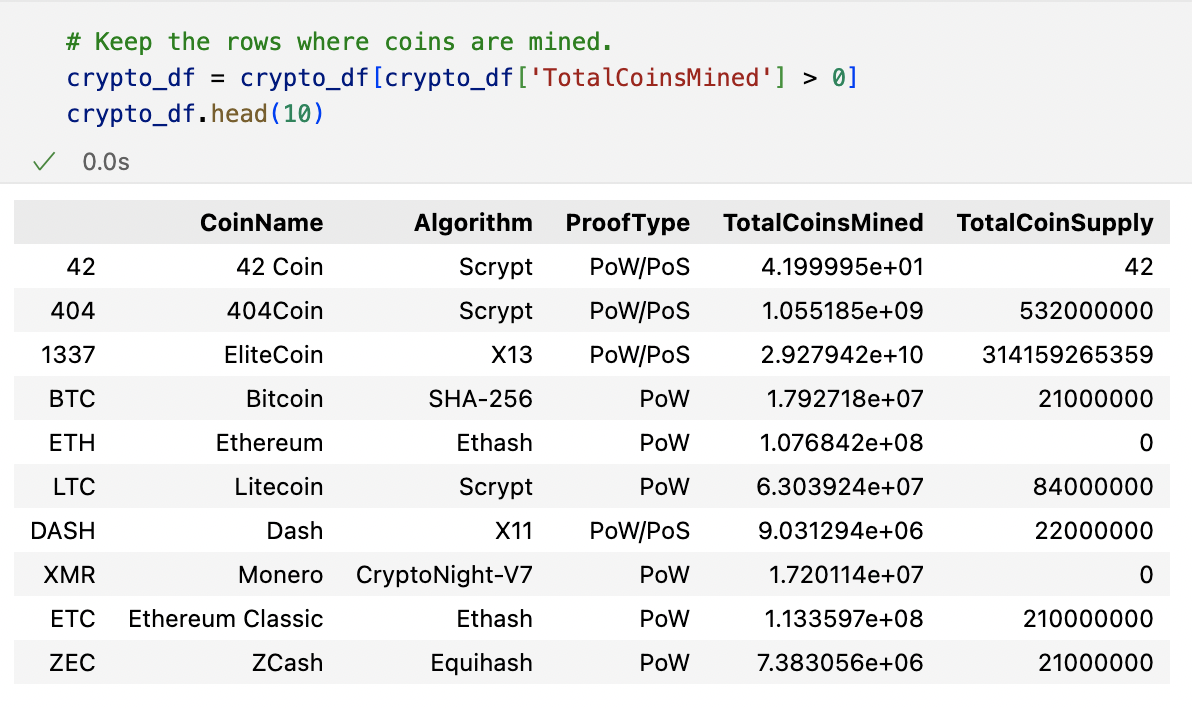 # Keep the rows where coins are mined.
crypto_df = crypto_df[crypto_df['TotalCoinsMined'] > 0]
crypto_df.head(10)
0.0s
CoinName Algorithm ProofType TotalCoinsMined TotalCoinSupply
42 42 Coin Scrypt PoW/PoS 4.199995e+01 42
404 404Coin Scrypt PoW/PoS 1.055185e+09 532000000
1337 EliteCoin X13 PoW/PoS 2.927942e+10 314159265359
BTC Bitcoin SHA-256 PoW 1.792718e+07 21000000
ETH Ethereum Ethash PoW 1.076842e+08 0
LTC Litecoin Scrypt PoW 6.303924e+07 84000000
DASH Dash X11 PoW/PoS 9.031294e+06 22000000
XMR Monero CryptoNight-V7 PoW 1.720114e+07 0
ETC Ethereum Classic Ethash PoW 1.133597e+08 210000000
ZEC ZCash Equihash PoW 7.383056e+06 21000000